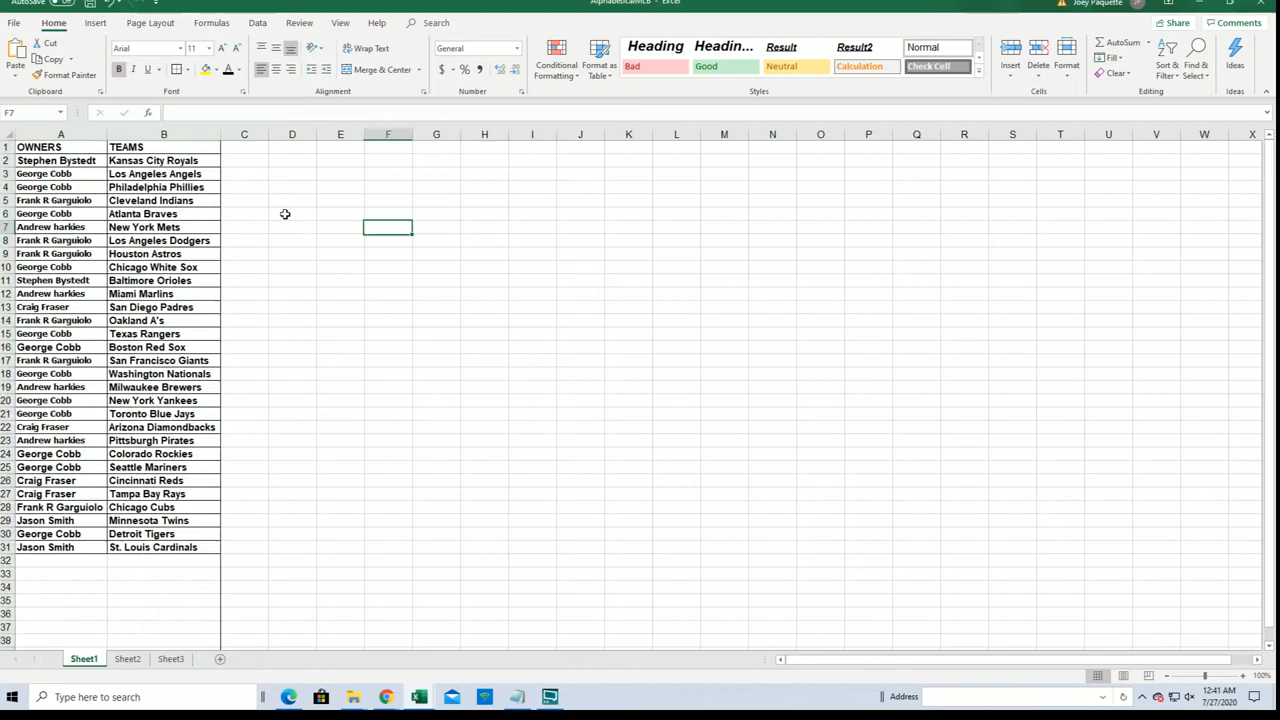 AutoSave Off AlphabeticalMLB - Excel Joey Paquette JP
File Home Insert Page Layout Formulas Data Review View Help Search Share Comments
Paste Cut Copy Format Painter Clipboard
Arial 11 A A B I U A Font
Wrap Text Merge & Center Alignment
General $ % , Number
Conditional Formatting Format as Table
Heading Headin... Result Result2 Normal
Bad Good Neutral Calculation Check Cell
Styles
Insert Delete Format Cells
AutoSum Fill Clear Sort & Filter Find & Select Editing
Ideas Ideas
F7 fx
A B C D E F G H I J K L M N O P Q R S T U V W X
1 OWNERS TEAMS
2 Stephen Bystedt Kansas City Royals
3 George Cobb Los Angeles Angels
4 George Cobb Philadelphia Phillies
5 Frank R Garguiolo Cleveland Indians
6 George Cobb Atlanta Braves
7 Andrew harkies New York Mets
8 Frank R Garguiolo Los Angeles Dodgers
9 Frank R Garguiolo Houston Astros
10 George Cobb Chicago White Sox
11 Stephen Bystedt Baltimore Orioles
12 Andrew harkies Miami Marlins
13 Craig Fraser San Diego Padres
14 Frank R Garguiolo Oakland A's
15 George Cobb Texas Rangers
16 George Cobb Boston Red Sox
17 Frank R Garguiolo San Francisco Giants
18 George Cobb Washington Nationals
19 Andrew harkies Milwaukee Brewers
20 George Cobb New York Yankees
21 George Cobb Toronto Blue Jays
22 Craig Fraser Arizona Diamondbacks
23 Andrew harkies Pittsburgh Pirates
24 George Cobb Colorado Rockies
25 George Cobb Seattle Mariners
26 Craig Fraser Cincinnati Reds
27 Craig Fraser Tampa Bay Rays
28 Frank R Garguiolo Chicago Cubs
29 Jason Smith Minnesota Twins
30 George Cobb Detroit Tigers
31 Jason Smith St. Louis Cardinals
32
33
34
35
36
37
38
Sheet1 Sheet2 Sheet3
100%
Type here to search Address 12:41 AM
7/27/2020